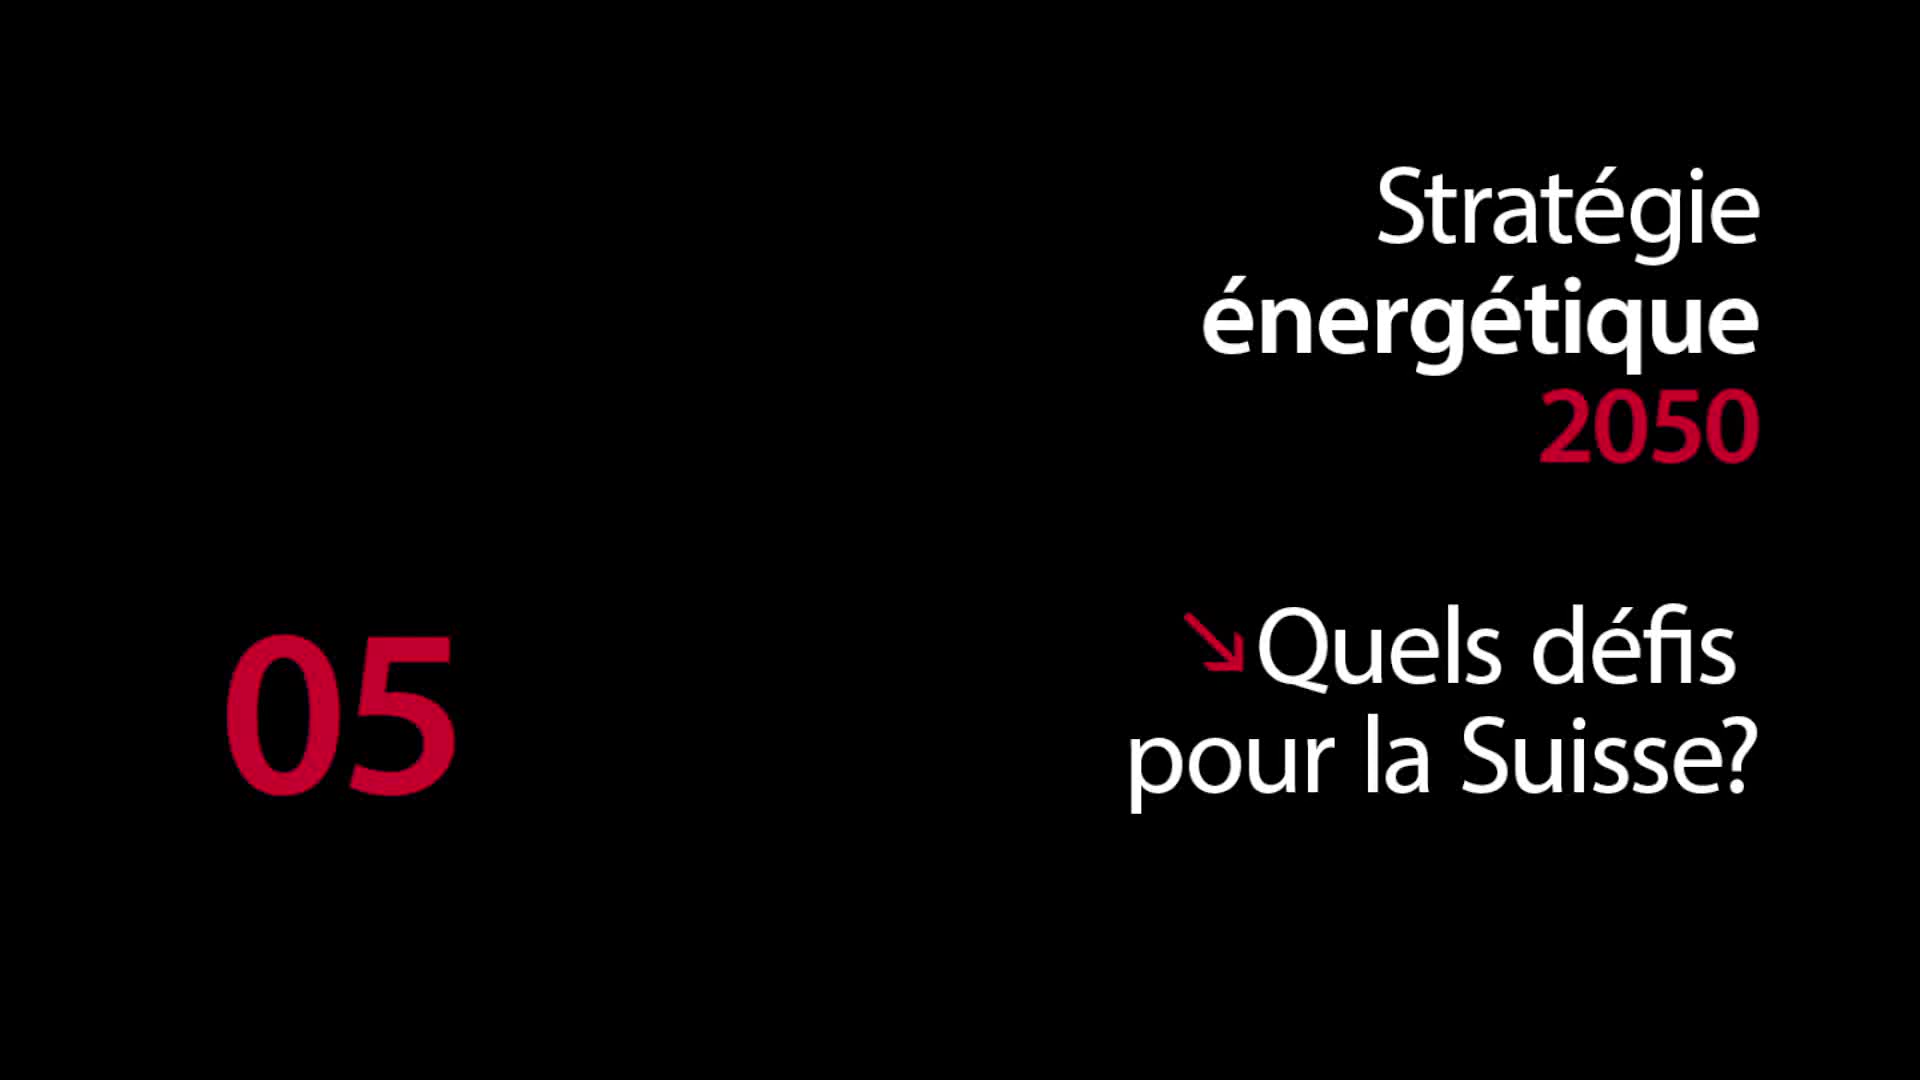 Stratégie
énergétique
2050
05
↘Quels défis
pour la Suisse?